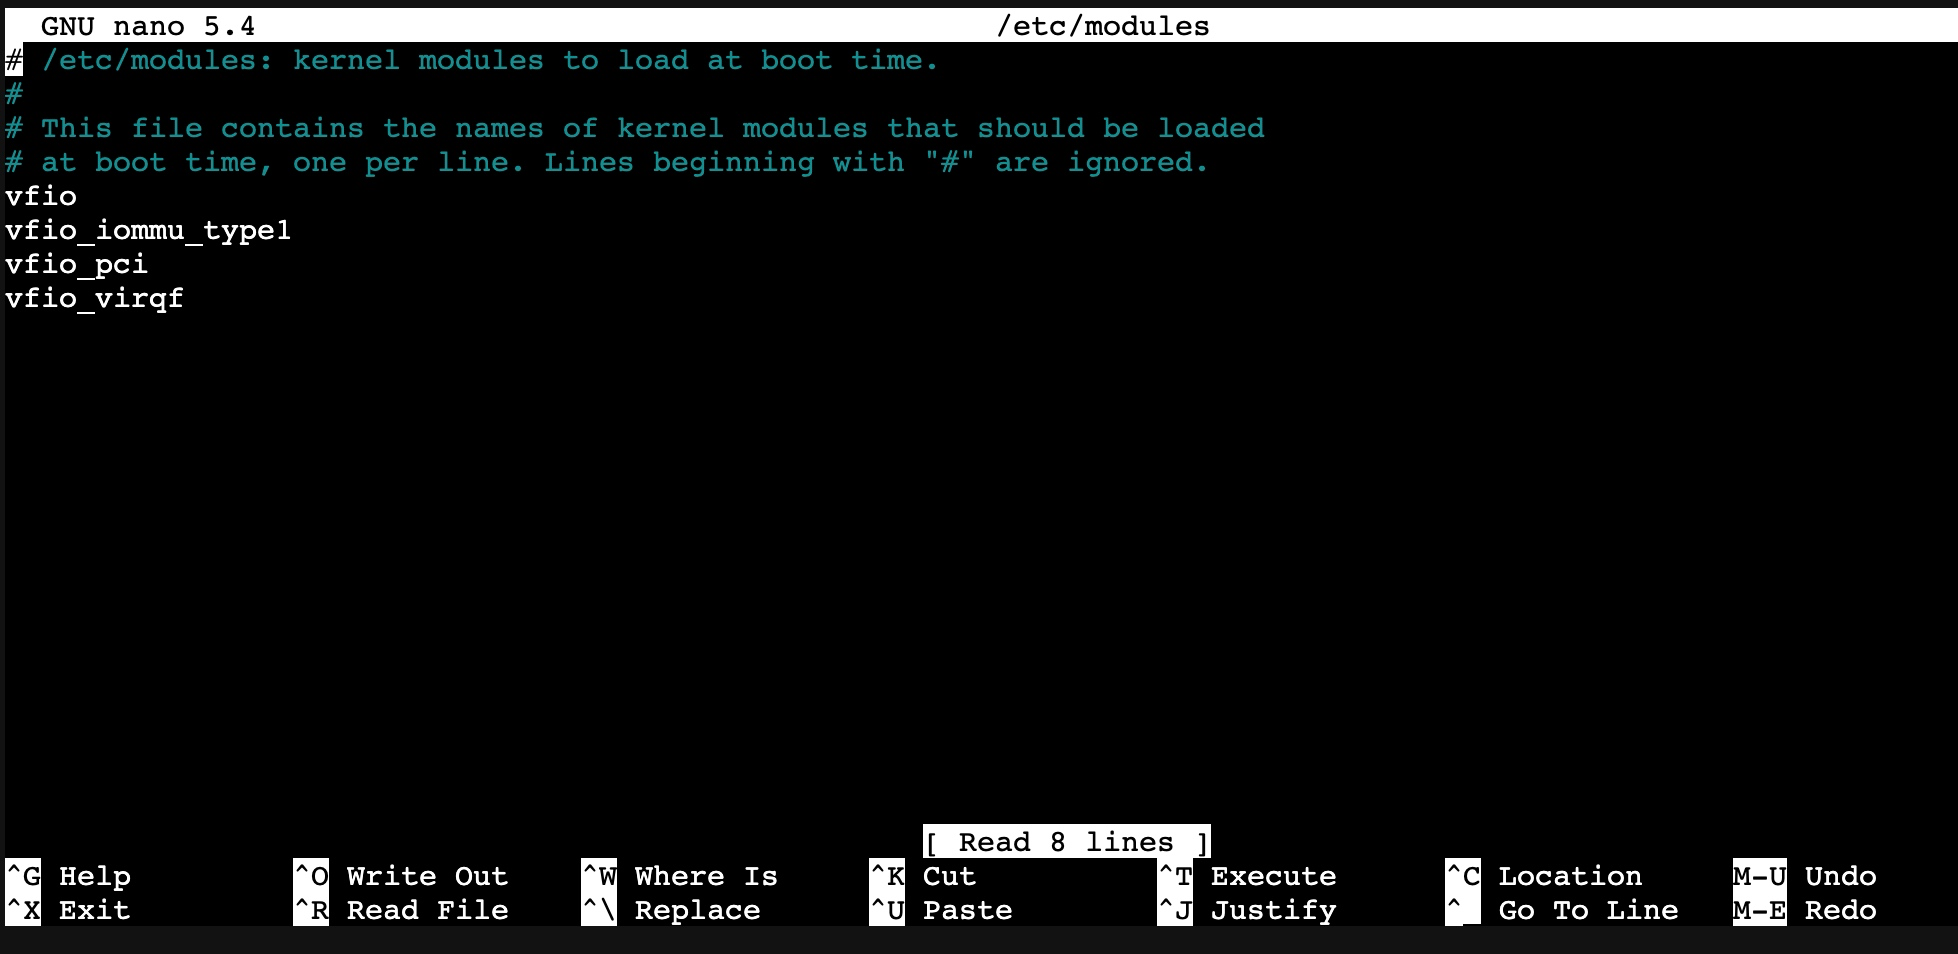 GNU nano 5.4 /etc/modules
# /etc/modules: kernel modules to load at boot time.
#
# This file contains the names of kernel modules that should be loaded
# at boot time, one per line. Lines beginning with "#" are ignored.
vfio
vfio_iommu_type1
vfio_pci
vfio_virqf
[ Read 8 lines ]
^G Help ^O Write Out ^W Where Is ^K Cut ^T Execute ^C Location M-U Undo
^X Exit ^R Read File ^\ Replace ^U Paste ^J Justify ^_ Go To Line M-E Redo